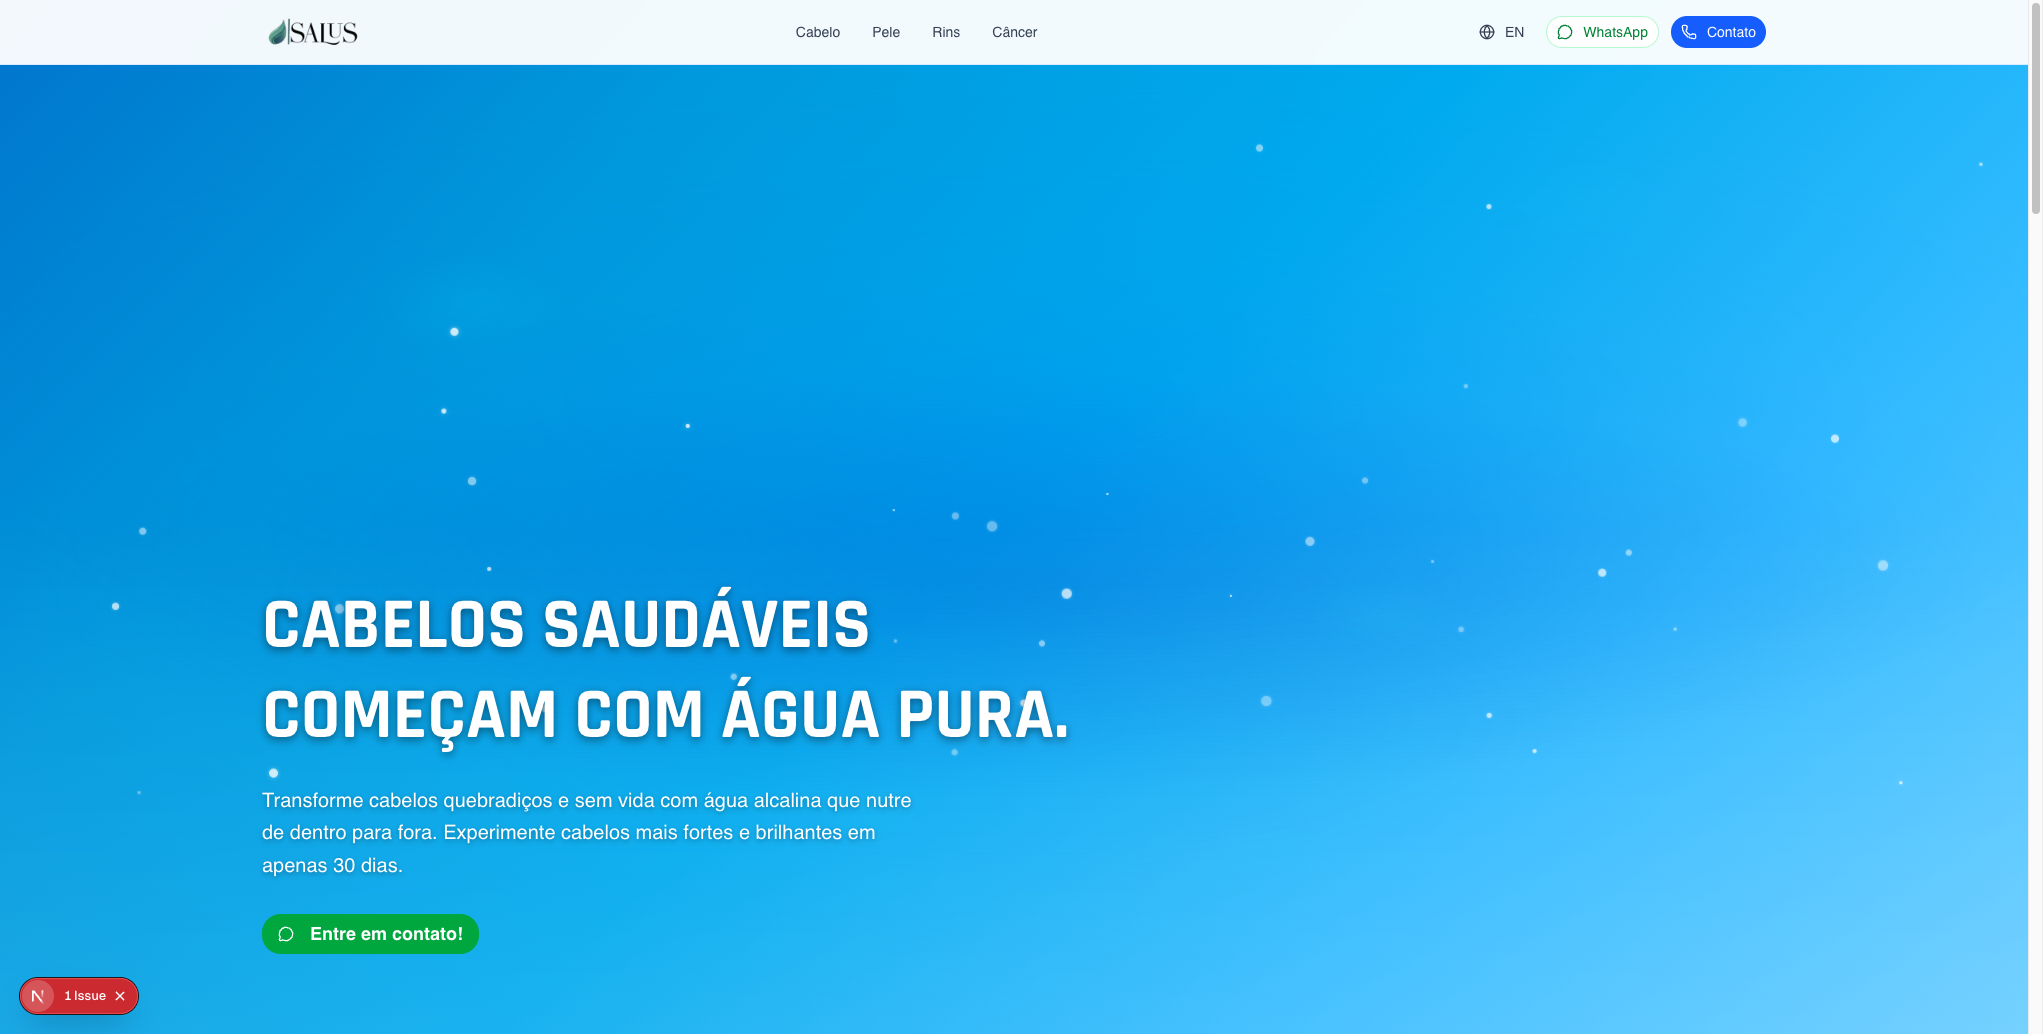 SALUS
Cabelo
Pele
Rins
Câncer
EN
WhatsApp
Contato
CABELOS SAUDÁVEIS
COMEÇAM COM ÁGUA PURA.
Transforme cabelos quebradiços e sem vida com água alcalina que nutre
de dentro para fora. Experimente cabelos mais fortes e brilhantes em
apenas 30 dias.
Entre em contato!
N
1 Issue